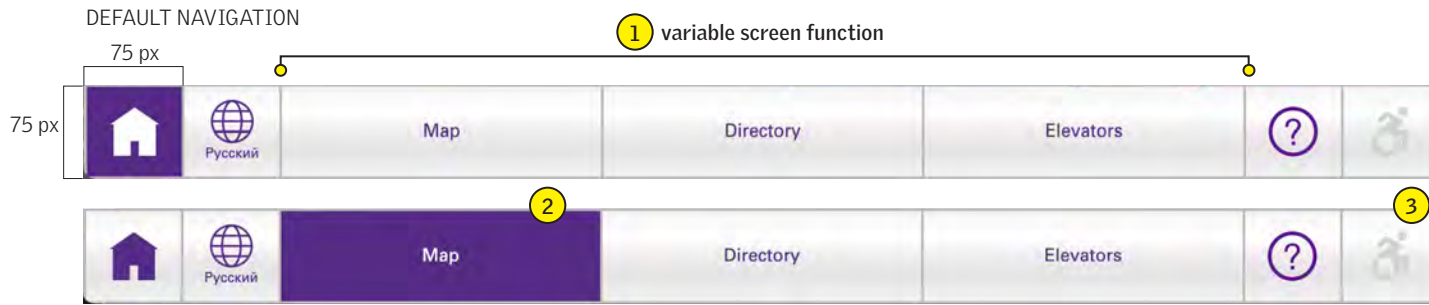 DEFAULT NAVIGATION
75 px
1 variable screen function
75 px
Русский
Map
Directory
Elevators
?
2
3
Русский
Map
Directory
Elevators
?